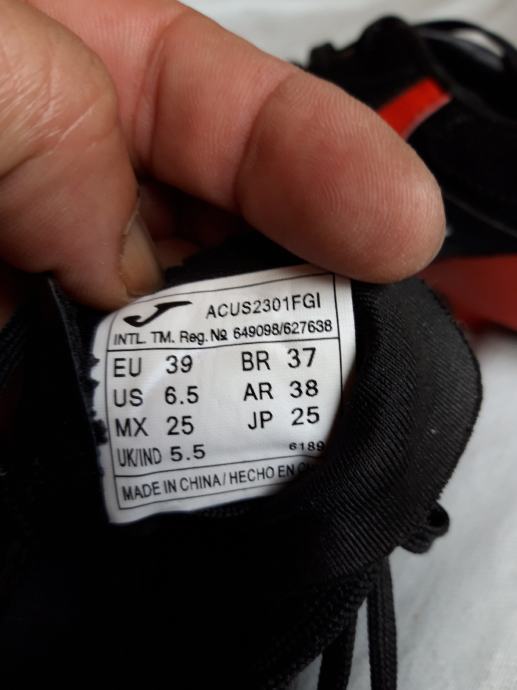 ACUS2301FGI
INTL. TM. Reg.Nº 649098/627638
EU 39 BR 37
US 6.5 AR 38
MX 25 JP 25
UK/IND 5.5 6189
MADE IN CHINA/ HECHO EN